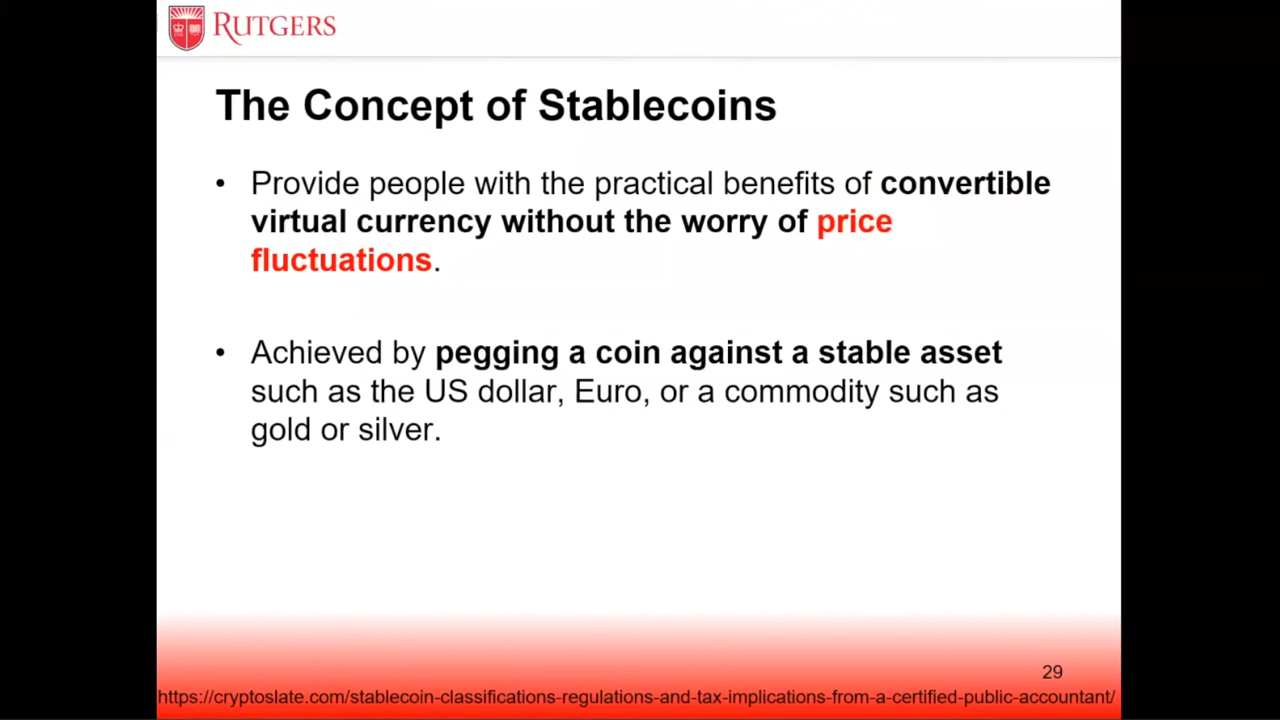 RUTGERS
The Concept of Stablecoins
• Provide people with the practical benefits of convertible
virtual currency without the worry of price
fluctuations.
• Achieved by pegging a coin against a stable asset
such as the US dollar, Euro, or a commodity such as
gold or silver.
29
https://cryptoslate.com/stablecoin-classifications-regulations-and-tax-implications-from-a-certified-public-accountant/